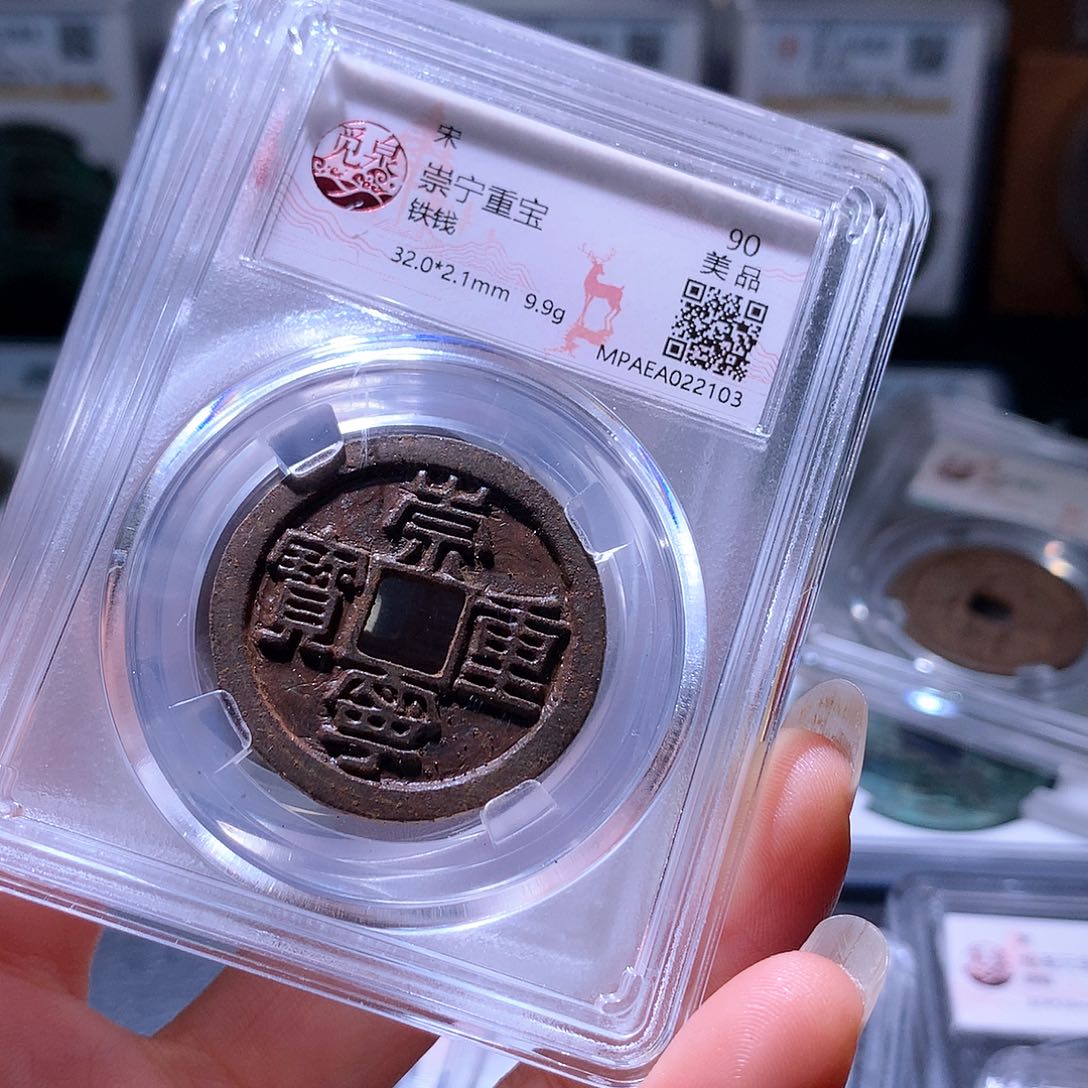 觅泉
宋
崇宁重宝
铁钱
32.0*2.1mm 9.9g
90
美品
MPAEA022103
崇
寶 重
寧